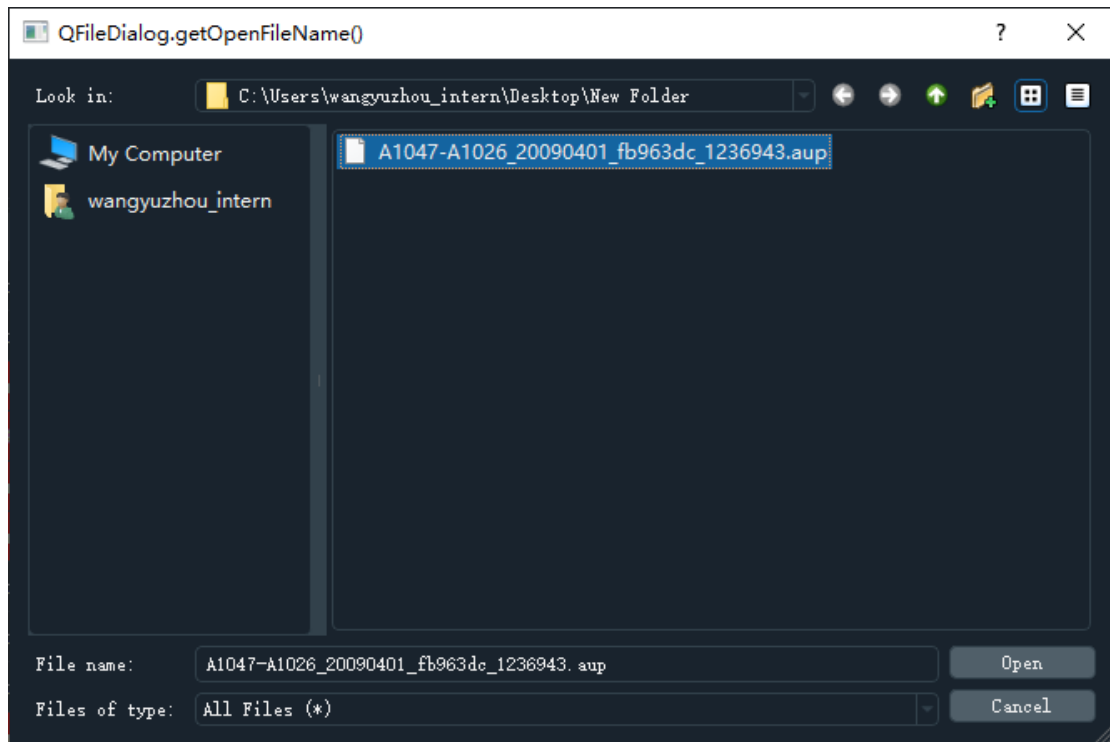 QFileDialog.getOpenFileName() ?
Look in: C:\Users\wangyuzhou_intern\Desktop\New Folder
My Computer
wangyuzhou_intern
A1047-A1026_20090401_fb963dc_1236943.aup
File name: A1047-A1026_20090401_fb963dc_1236943.aup Open
Files of type: All Files (*) Cancel